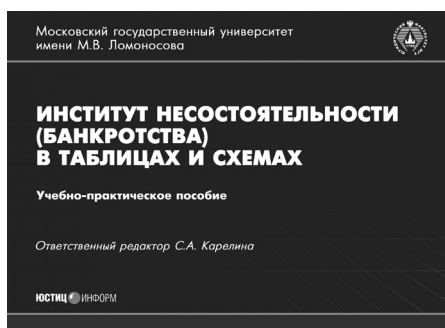 Московский государственный университет
имени М.В. Ломоносова
ИНСТИТУТ НЕСОСТОЯТЕЛЬНОСТИ
(БАНКРОТСТВА)
В ТАБЛИЦАХ И СХЕМАХ
Учебно-практическое пособие
Ответственный редактор С.А. Карелина
ЮСТИЦИНФОРМ